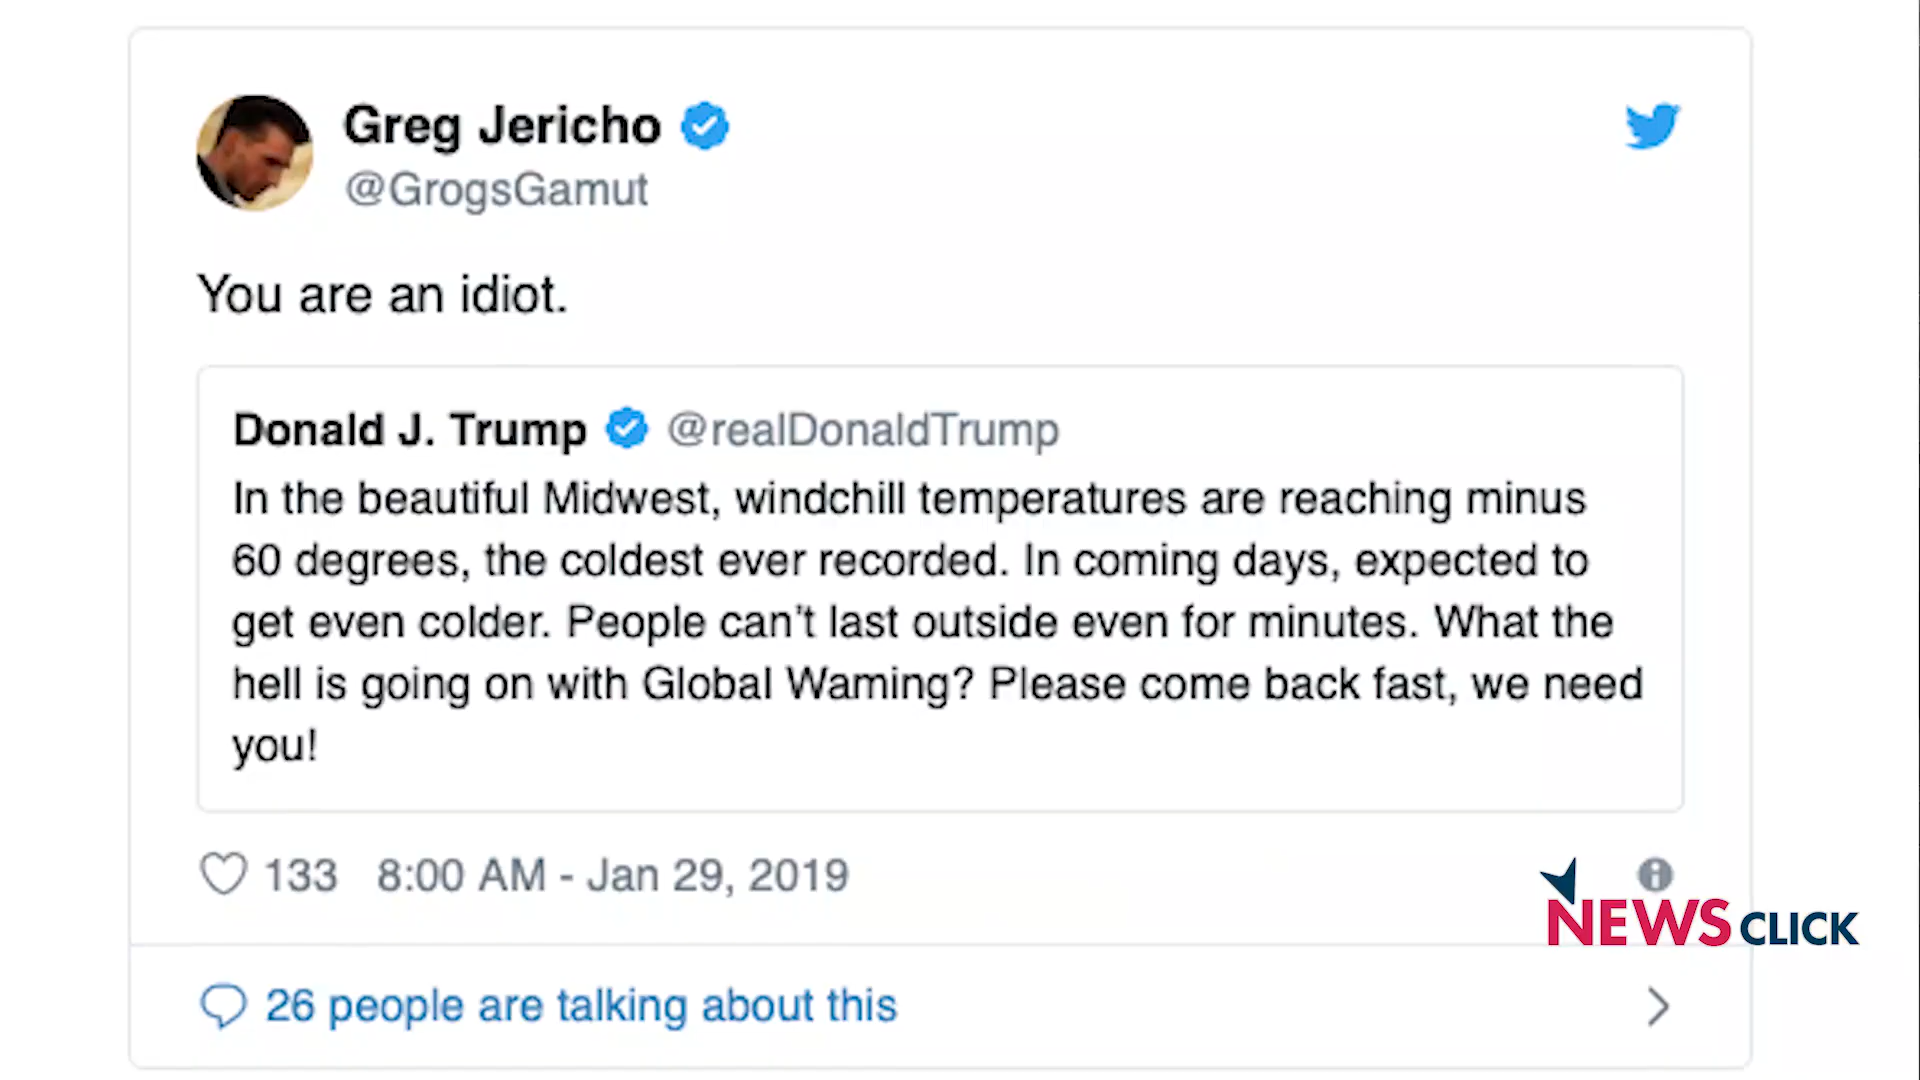 Greg Jericho
@GrogsGamut
You are an idiot.
Donald J. Trump @realDonaldTrump
In the beautiful Midwest, windchill temperatures are reaching minus
60 degrees, the coldest ever recorded. In coming days, expected to
get even colder. People can't last outside even for minutes. What the
hell is going on with Global Waming? Please come back fast, we need
you!
133 8:00 AM - Jan 29, 2019
NEWS CLICK
26 people are talking about this